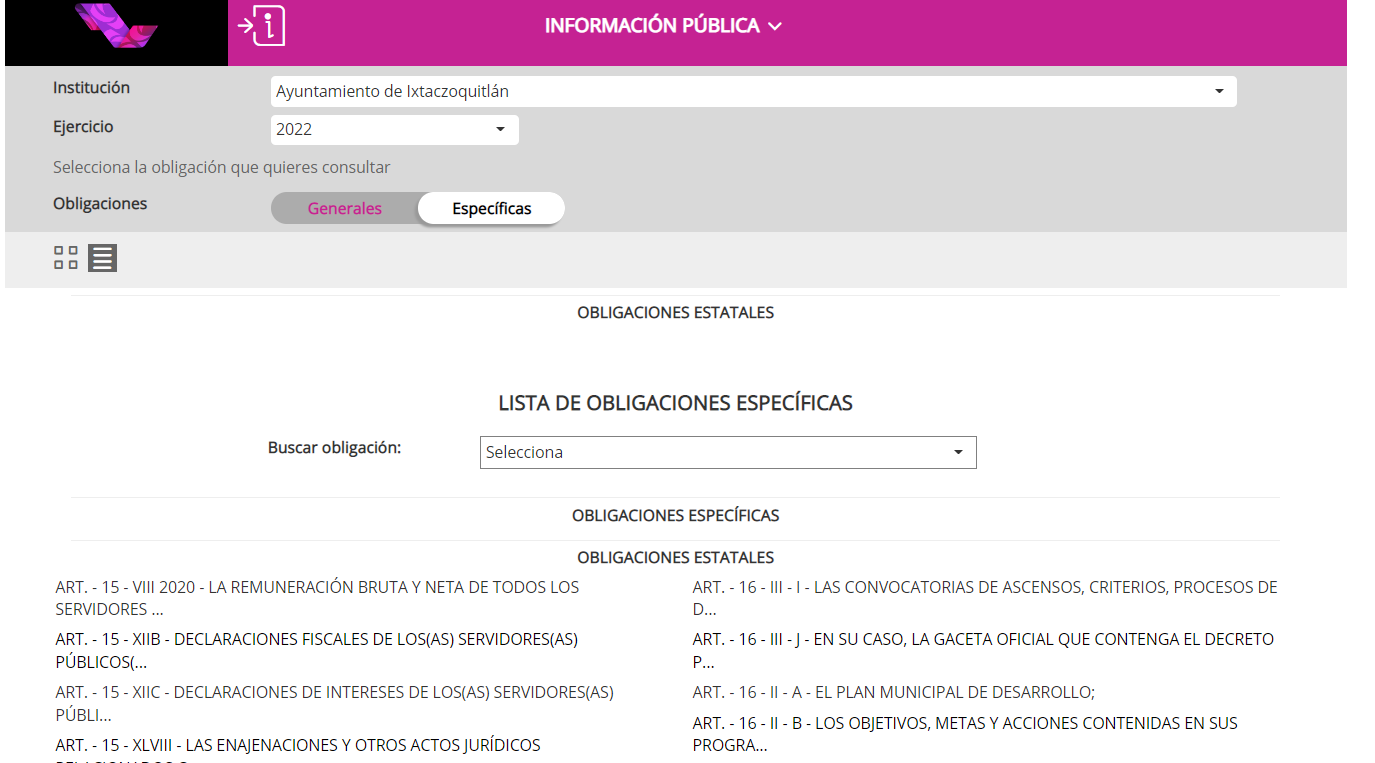 INFORMACIÓN PÚBLICA
Institución
Ayuntamiento de Ixtaczoquitlán
Ejercicio
2022
Selecciona la obligación que quieres consultar
Obligaciones
Generales
Específicas
OBLIGACIONES ESTATALES
LISTA DE OBLIGACIONES ESPECÍFICAS
Buscar obligación:
Selecciona
OBLIGACIONES ESPECÍFICAS
OBLIGACIONES ESTATALES
ART. - 15 - VIII 2020 - LA REMUNERACIÓN BRUTA Y NETA DE TODOS LOS
SERVIDORES ...
ART. - 15 - XIIB - DECLARACIONES FISCALES DE LOS(AS) SERVIDORES(AS)
PÚBLICOS(...
ART. - 15 - XIIC - DECLARACIONES DE INTERESES DE LOS(AS) SERVIDORES(AS)
PÚBLI...
ART. - 15 - XLVIII - LAS ENAJENACIONES Y OTROS ACTOS JURÍDICOS
ART. - 16 - III - I - LAS CONVOCATORIAS DE ASCENSOS, CRITERIOS, PROCESOS DE
D...
ART. - 16 - III - J - EN SU CASO, LA GACETA OFICIAL QUE CONTENGA EL DECRETO
P...
ART. - 16 - II - A - EL PLAN MUNICIPAL DE DESARROLLO;
ART. - 16 - II - B - LOS OBJETIVOS, METAS Y ACCIONES CONTENIDAS EN SUS
PROGRA...